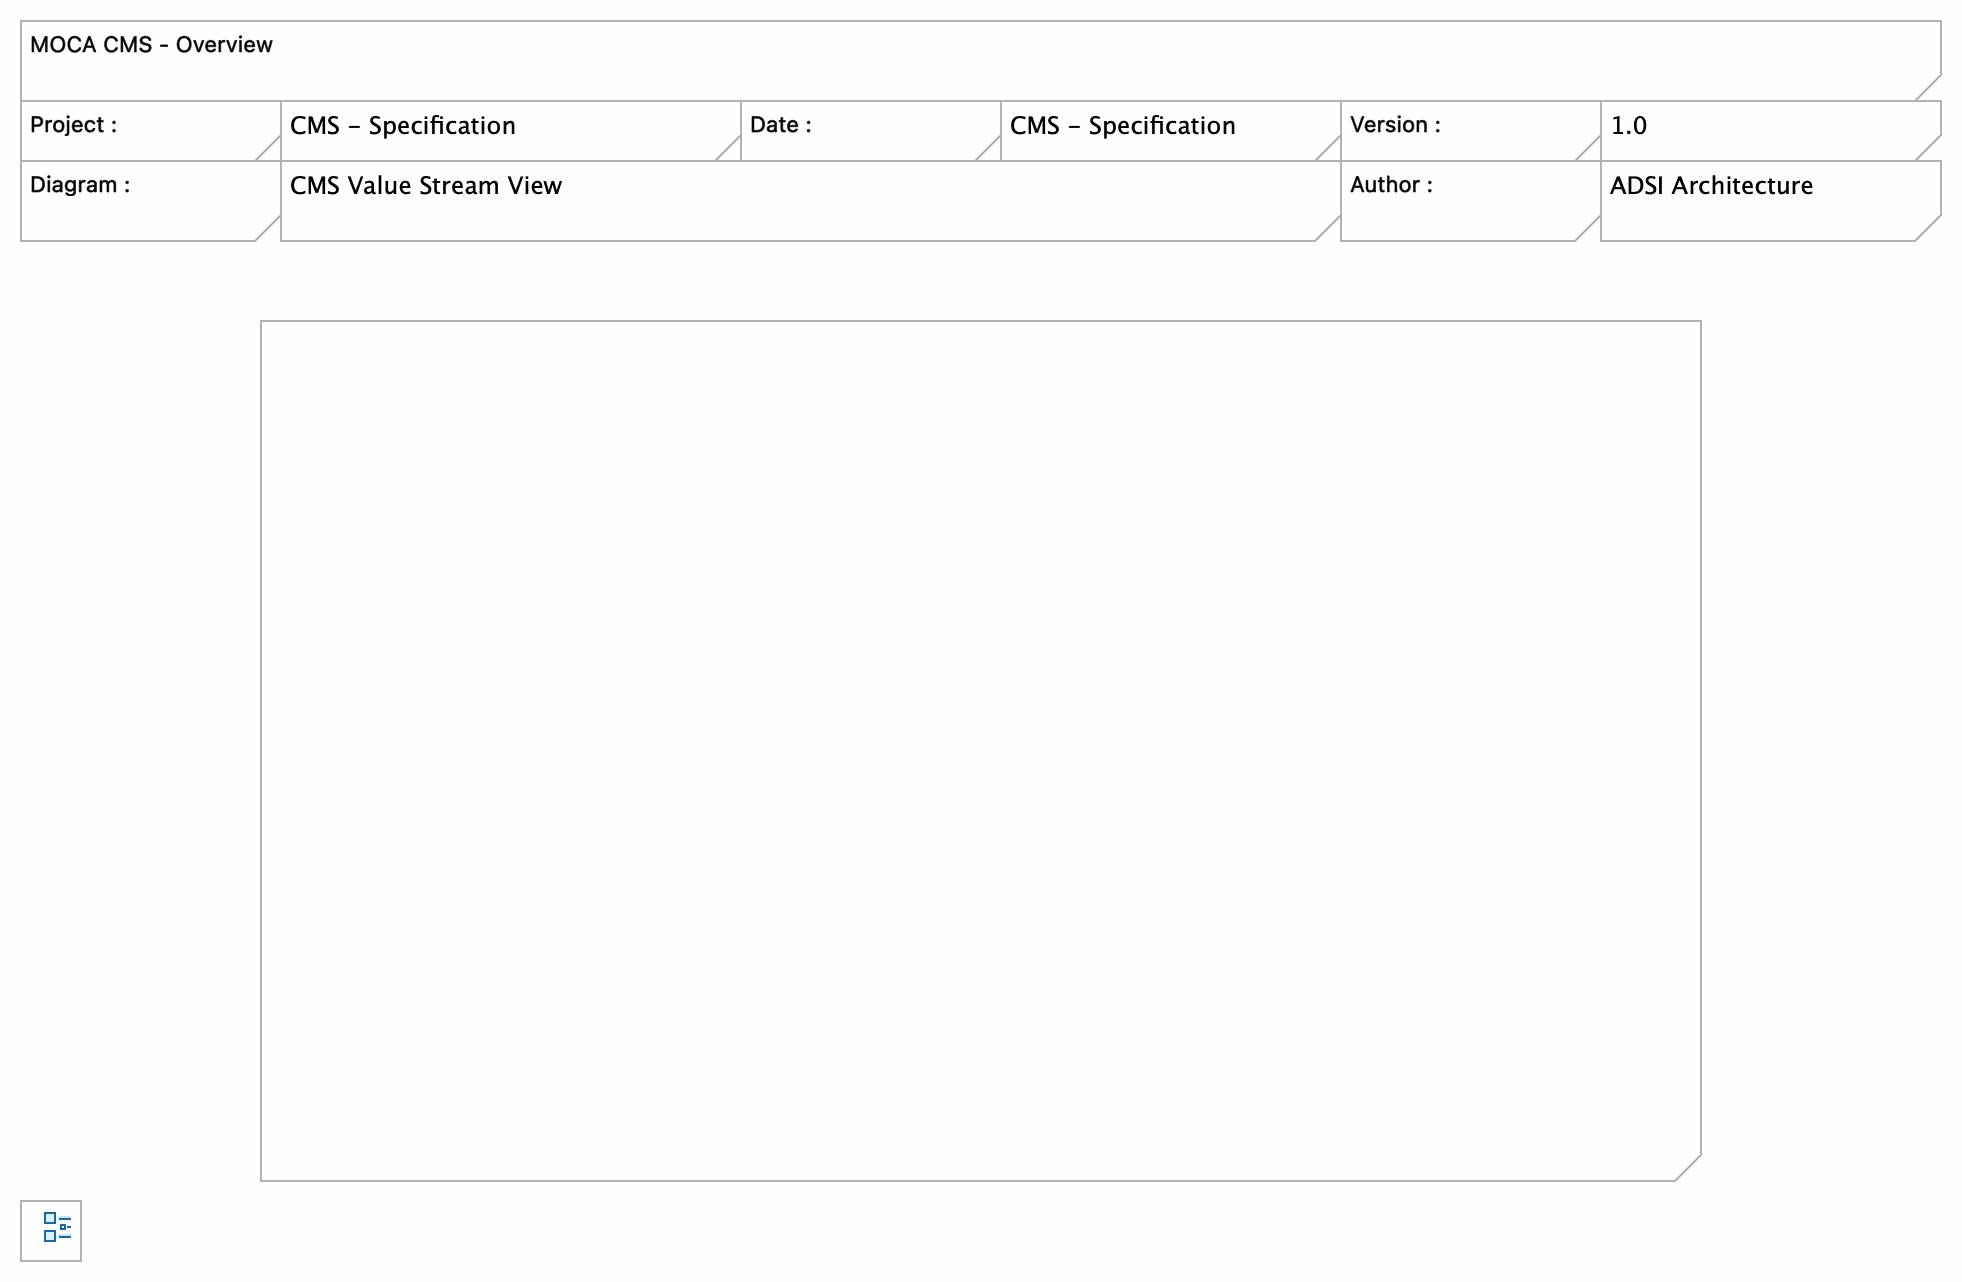 MOCA CMS - Overview
Project : CMS – Specification Date : CMS – Specification Version : 1.0
Diagram : CMS Value Stream View Author : ADSI Architecture